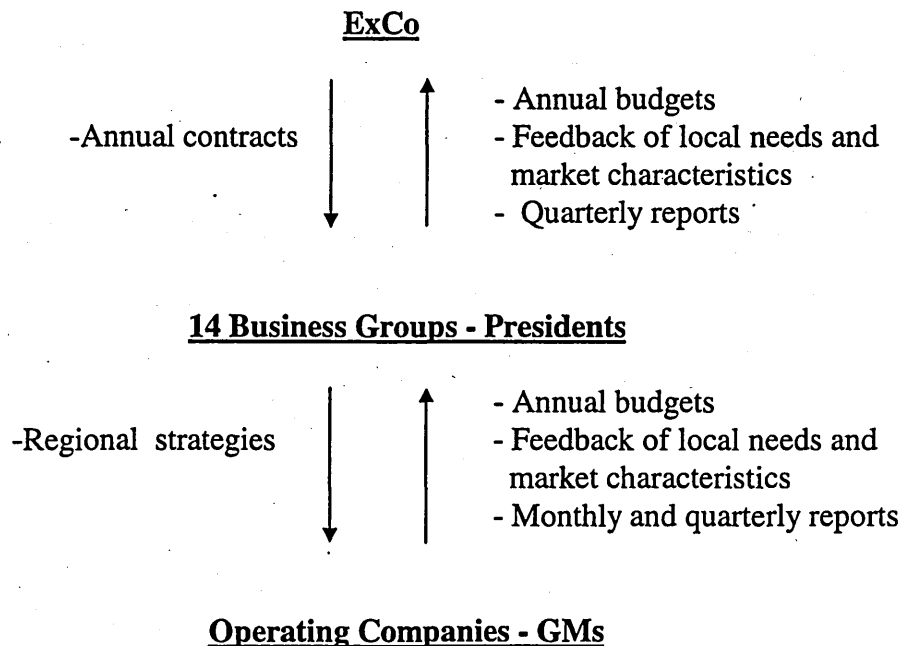 ExCo
-Annual contracts
- Annual budgets
- Feedback of local needs and
market characteristics
- Quarterly reports
14 Business Groups - Presidents
-Regional strategies
- Annual budgets
- Feedback of local needs and
market characteristics
- Monthly and quarterly reports
Operating Companies - GMs